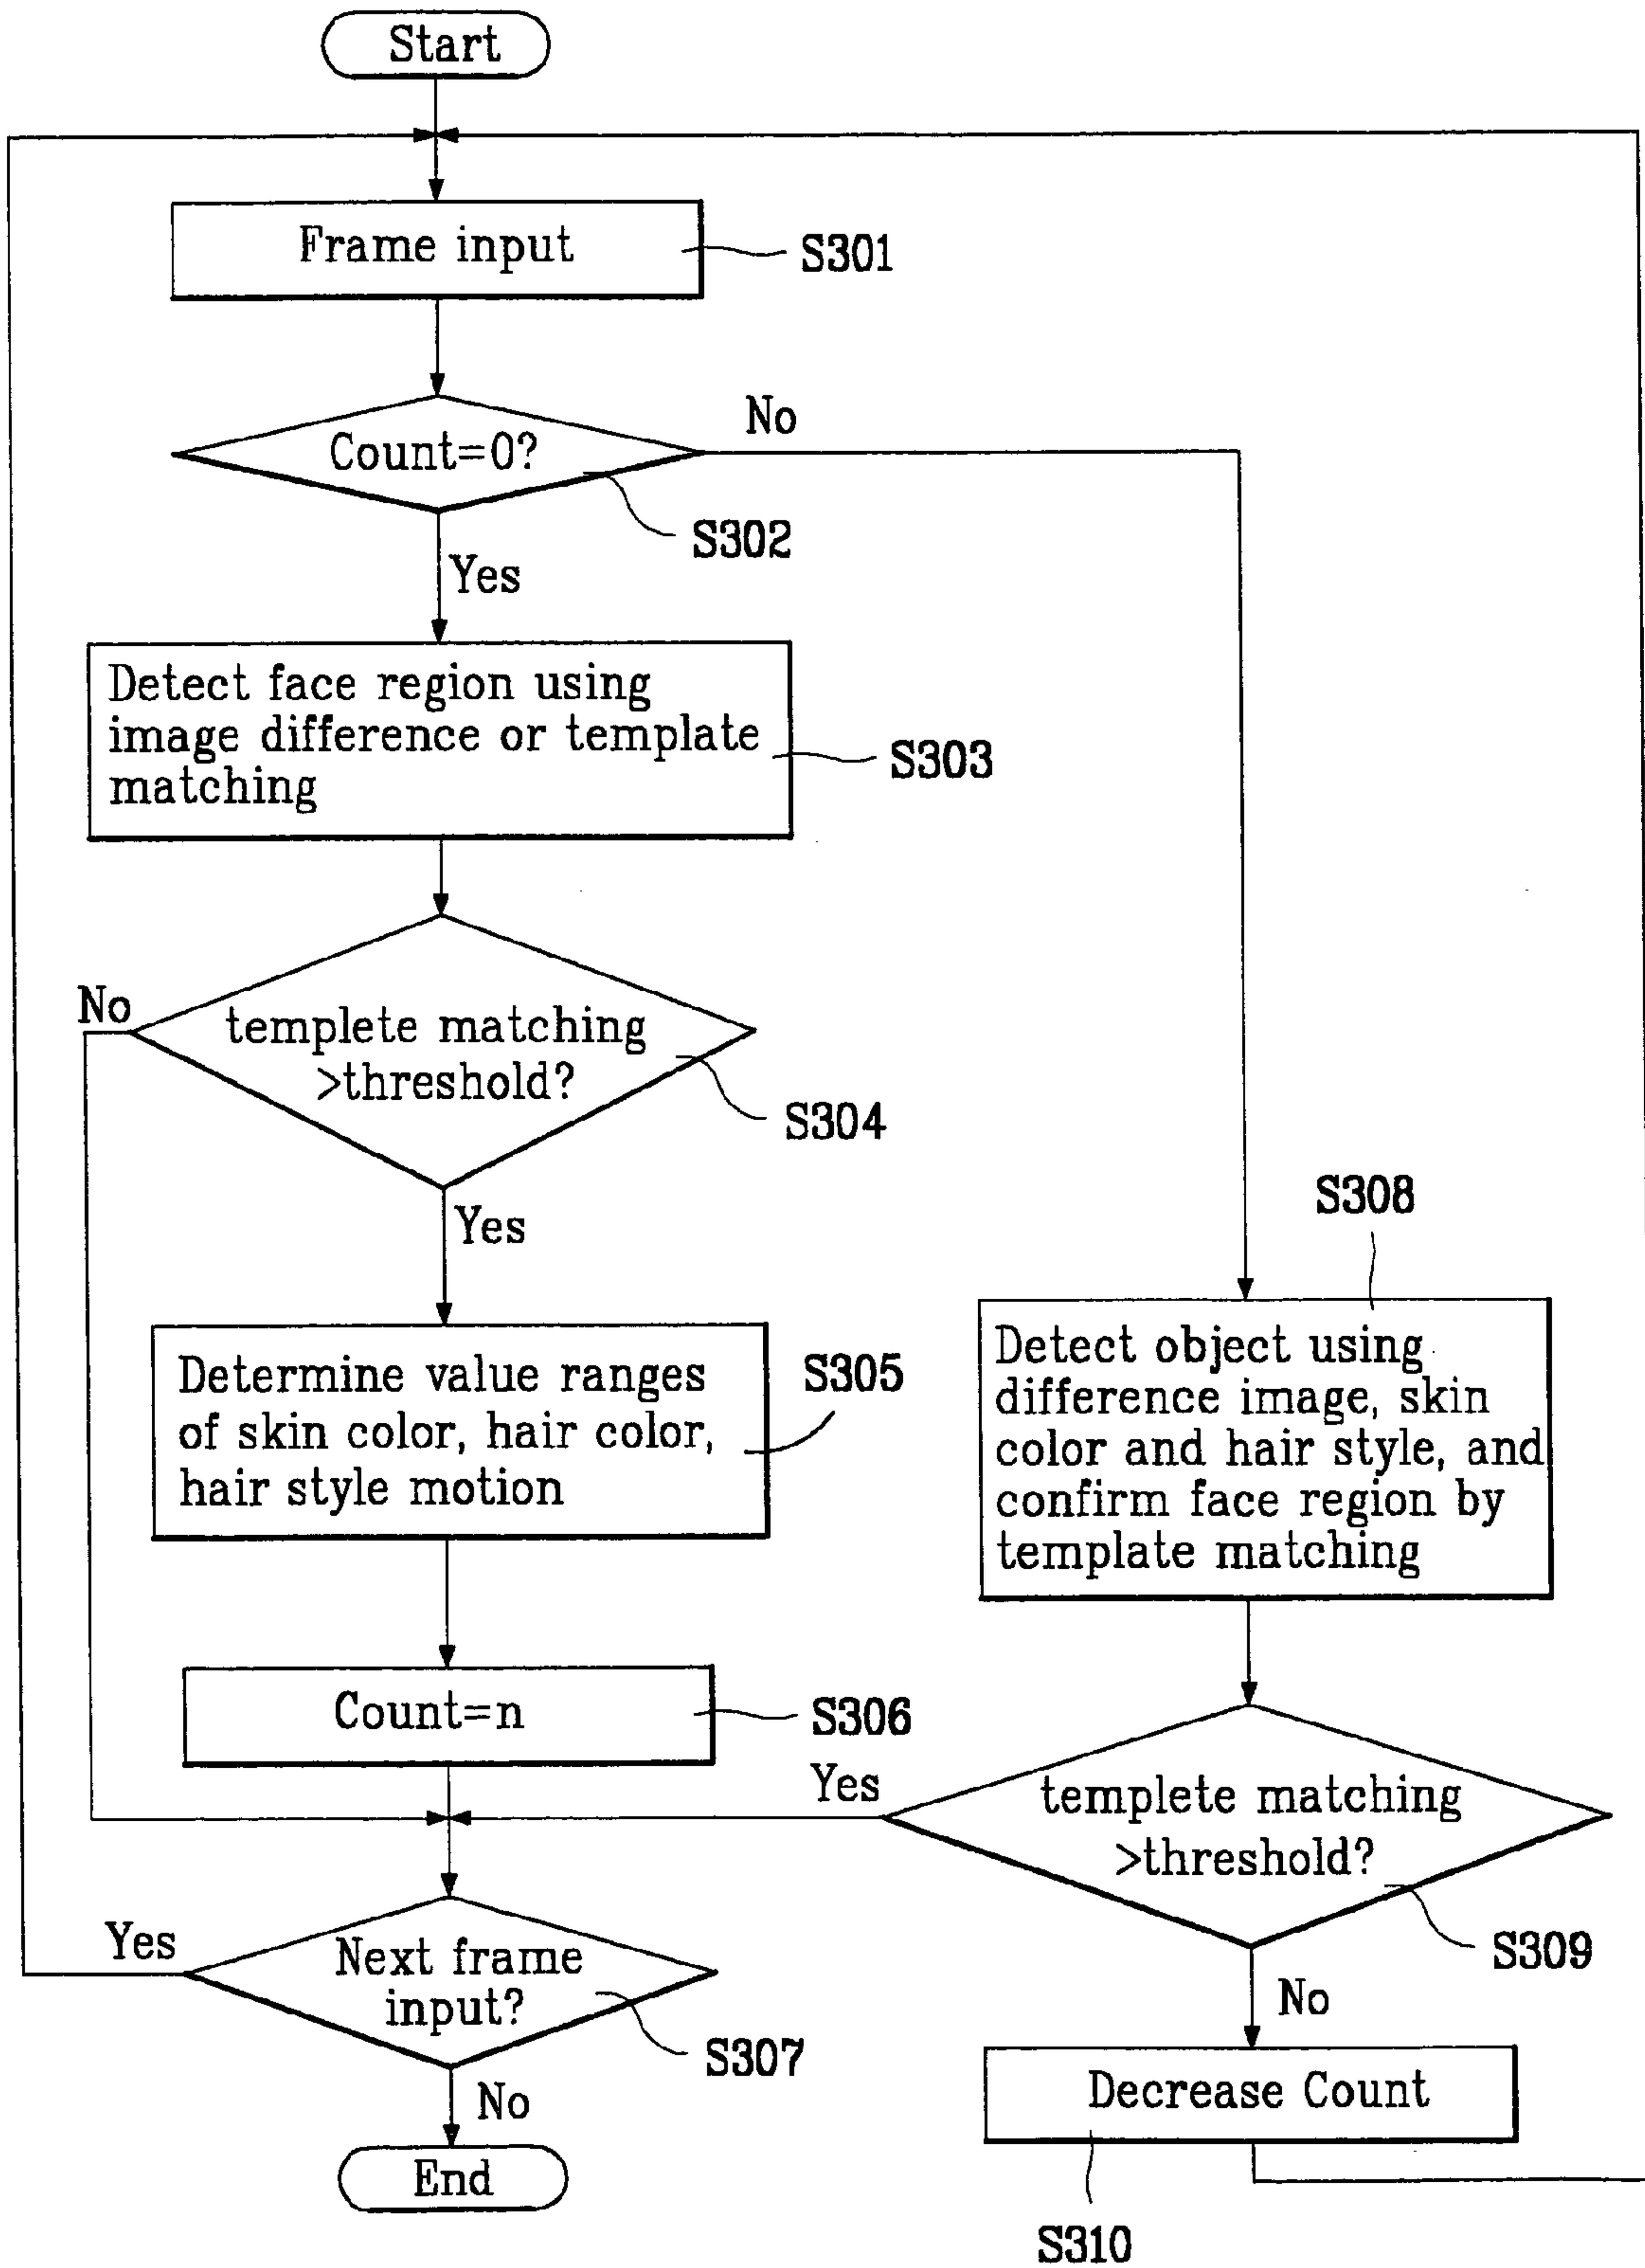 Start
Frame input
S301
Count=0?
No
S302
Yes
Detect face region using
image difference or template
matching
S303
No
templete matching
>threshold?
S304
Yes
Determine value ranges
of skin color, hair color,
hair style motion
S305
Count=n
S306
Next frame
input?
Yes
S307
No
End
S308
Detect object using
difference image, skin
color and hair style, and
confirm face region by
template matching
Yes
templete matching
>threshold?
S309
No
Decrease Count
S310